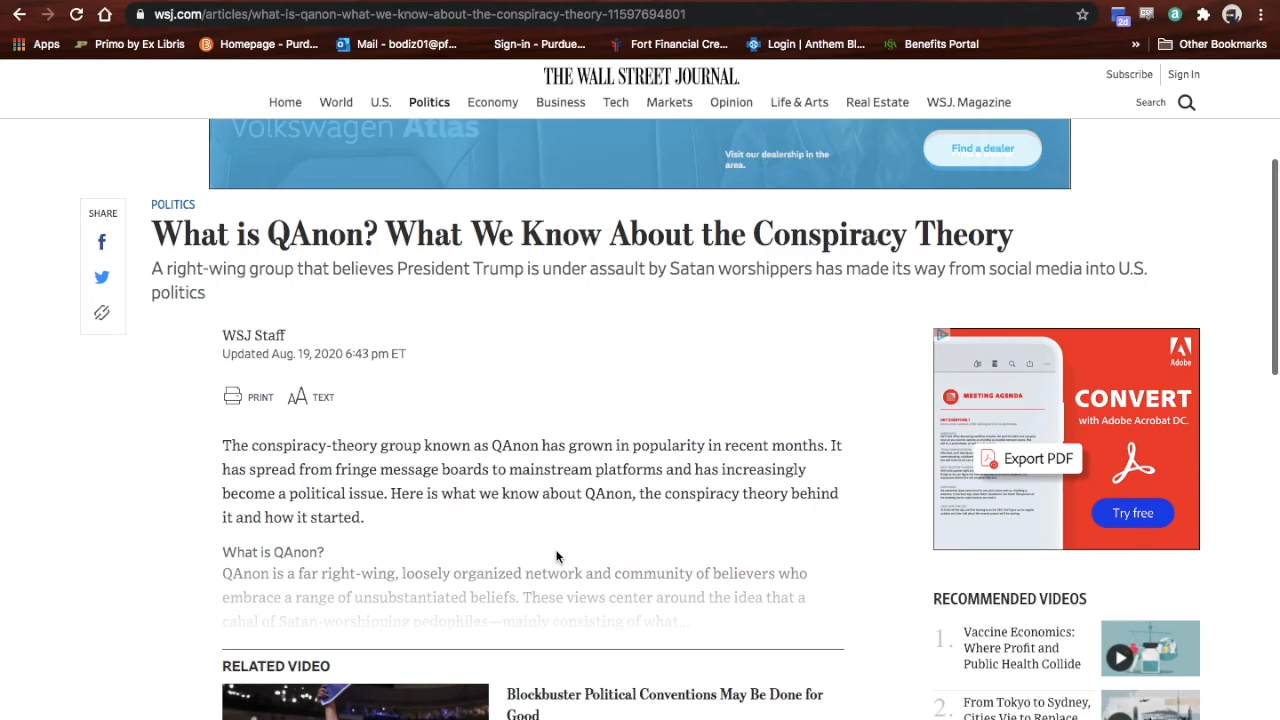 wsj.com/articles/what-is-qanon-what-we-know-about-the-conspiracy-theory-11597694801
2d
GSF
a
Apps
Primo by Ex Libris
Homepage - Purd...
Mail - bodiz01@pf...
Sign-in - Purdue...
Fort Financial Cre...
Login | Anthem Bl...
Benefits Portal
» Other Bookmarks
THE WALL STREET JOURNAL.
Subscribe
Sign In
Home World U.S. Politics Economy Business Tech Markets Opinion Life & Arts Real Estate WSJ. Magazine
Search
Volkswagen Atlas
Visit our dealership in the
area.
Find a dealer
POLITICS
SHARE
What is QAnon? What We Know About the Conspiracy Theory
A right-wing group that believes President Trump is under assault by Satan worshippers has made its way from social media into U.S.
politics
WSJ Staff
Updated Aug. 19, 2020 6:43 pm ET
PRINT
AA TEXT
The conspiracy-theory group known as QAnon has grown in popularity in recent months. It
has spread from fringe message boards to mainstream platforms and has increasingly
become a political issue. Here is what we know about QAnon, the conspiracy theory behind
it and how it started.
What is QAnon?
QAnon is a far right-wing, loosely organized network and community of believers who
embrace a range of unsubstantiated beliefs. These views center around the idea that a
cabal of Satan-worshipping pedophiles—mainly consisting of what...
RELATED VIDEO
Blockbuster Political Conventions May Be Done for
Good
Adobe
MEETING AGENDA
CONVERT
with Adobe Acrobat DC.
Export PDF
Try free
RECOMMENDED VIDEOS
1. Vaccine Economics:
Where Profit and
Public Health Collide
2. From Tokyo to Sydney,
Cities Vie to Replace